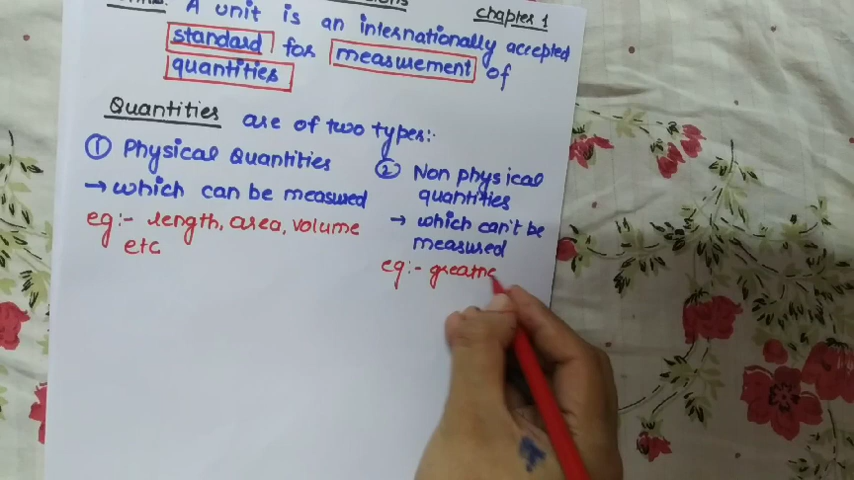 chapter 1
A unit is an internationally accepted
standard for measurement of
quantities
Quantities are of two types:-
① Physical Quantities
→ which can be measured
eg:- length, area, volume
etc
② Non physical
quantities
→ which can't be
measured
eg:- greatne